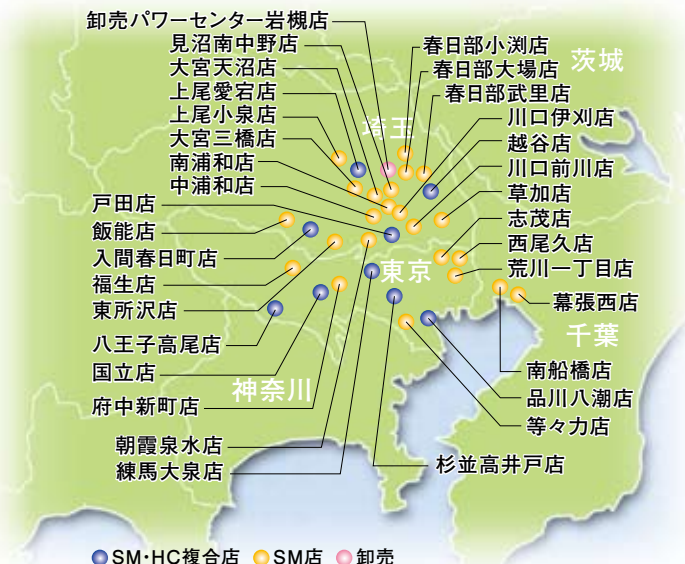 卸売パワーセンター岩槻店
見沼南中野店
大宮天沼店
上尾愛宕店
上尾小泉店
大宮三橋店
南浦和店
中浦和店
戸田店
飯能店
入間春日町店
福生店
東所沢店
八王子高尾店
国立店
府中新町店
朝霞泉水店
練馬大泉店
春日部小渕店
春日部大場店
春日部武里店
川口伊刈店
越谷店
川口前川店
草加店
志茂店
西尾久店
荒川一丁目店
幕張西店
南船橋店
品川八潮店
等々力店
杉並高井戸店
茨城
埼玉
東京
千葉
神奈川
SM・HC複合店 SM店 卸売